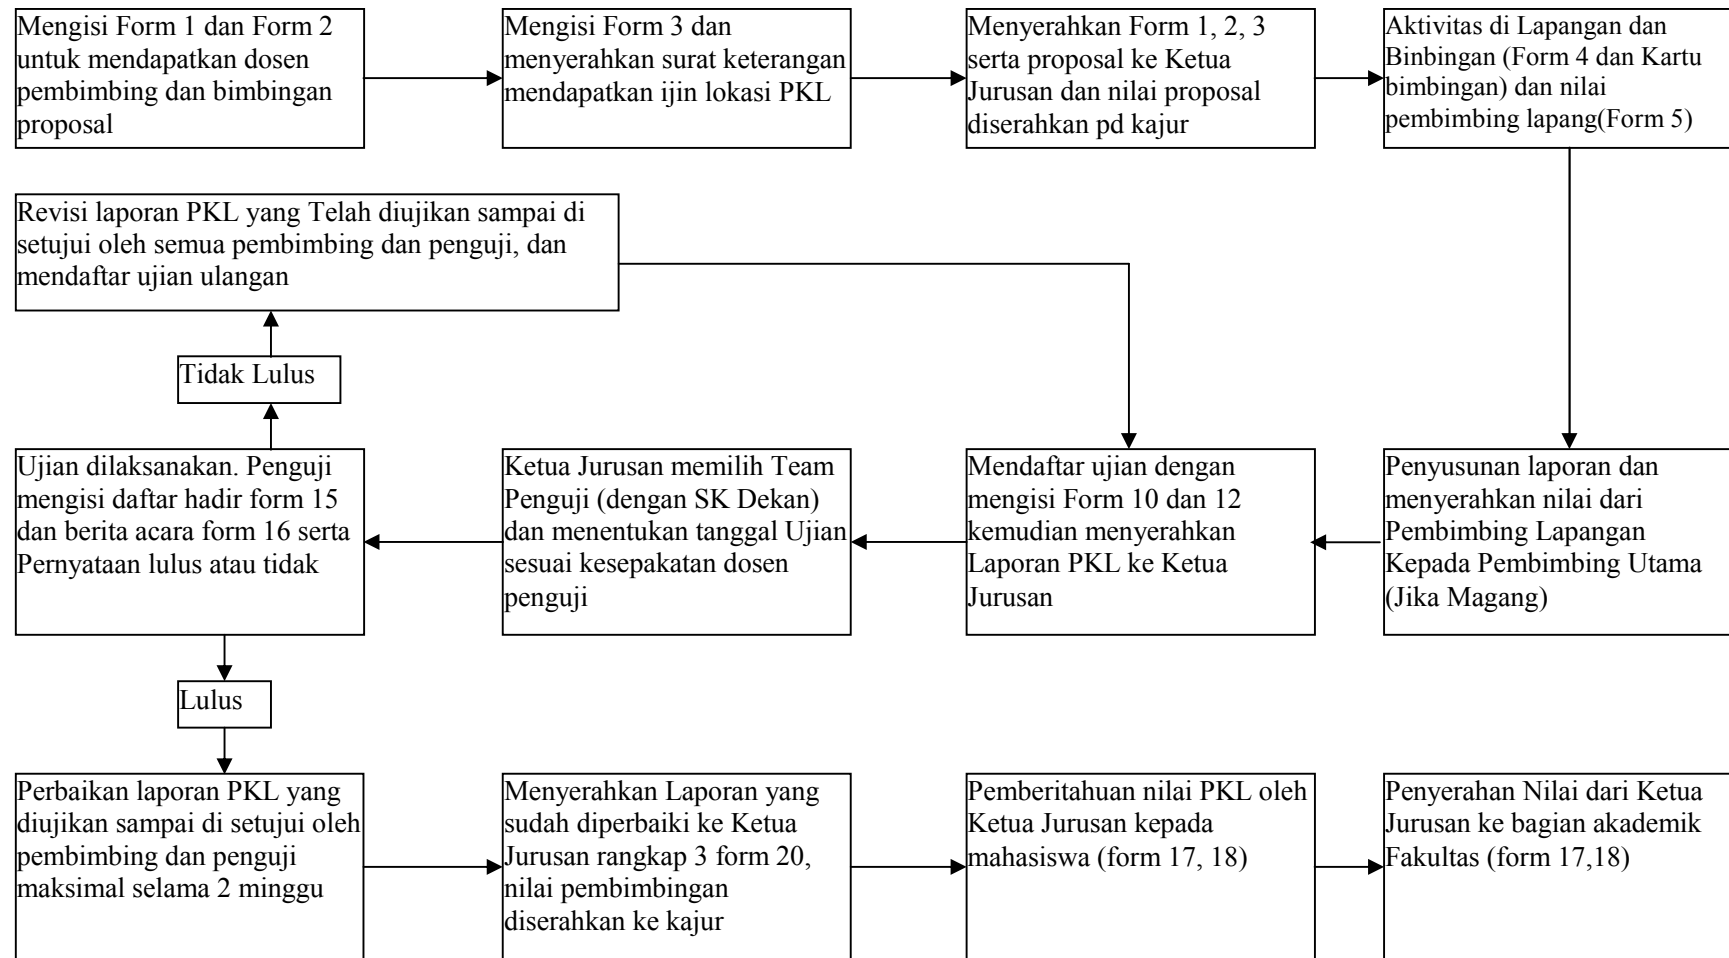 Mengisi Form 1 dan Form 2
untuk mendapatkan dosen
pembimbing dan bimbingan
proposal
Mengisi Form 3 dan
menyerahkan surat keterangan
mendapatkan ijin lokasi PKL
Menyerahkan Form 1, 2, 3
serta proposal ke Ketua
Jurusan dan nilai proposal
diserahkan pd kajur
Aktivitas di Lapangan dan
Binbingan (Form 4 dan Kartu
bimbingan) dan nilai
pembimbing lapang(Form 5)
Revisi laporan PKL yang Telah diujikan sampai di
setujui oleh semua pembimbing dan penguji, dan
mendaftar ujian ulangan
Tidak Lulus
Ujian dilaksanakan. Penguji
mengisi daftar hadir form 15
dan berita acara form 16 serta
Pernyataan lulus atau tidak
Ketua Jurusan memilih Team
Penguji (dengan SK Dekan)
dan menentukan tanggal Ujian
sesuai kesepakatan dosen
penguji
Mendaftar ujian dengan
mengisi Form 10 dan 12
kemudian menyerahkan
Laporan PKL ke Ketua
Jurusan
Penyusunan laporan dan
menyerahkan nilai dari
Pembimbing Lapangan
Kepada Pembimbing Utama
(Jika Magang)
Lulus
Perbaikan laporan PKL yang
diujikan sampai di setujui oleh
pembimbing dan penguji
maksimal selama 2 minggu
Menyerahkan Laporan yang
sudah diperbaiki ke Ketua
Jurusan rangkap 3 form 20,
nilai pembimbingan
diserahkan ke kajur
Pemberitahuan nilai PKL oleh
Ketua Jurusan kepada
mahasiswa (form 17, 18)
Penyerahan Nilai dari Ketua
Jurusan ke bagian akademik
Fakultas (form 17,18)